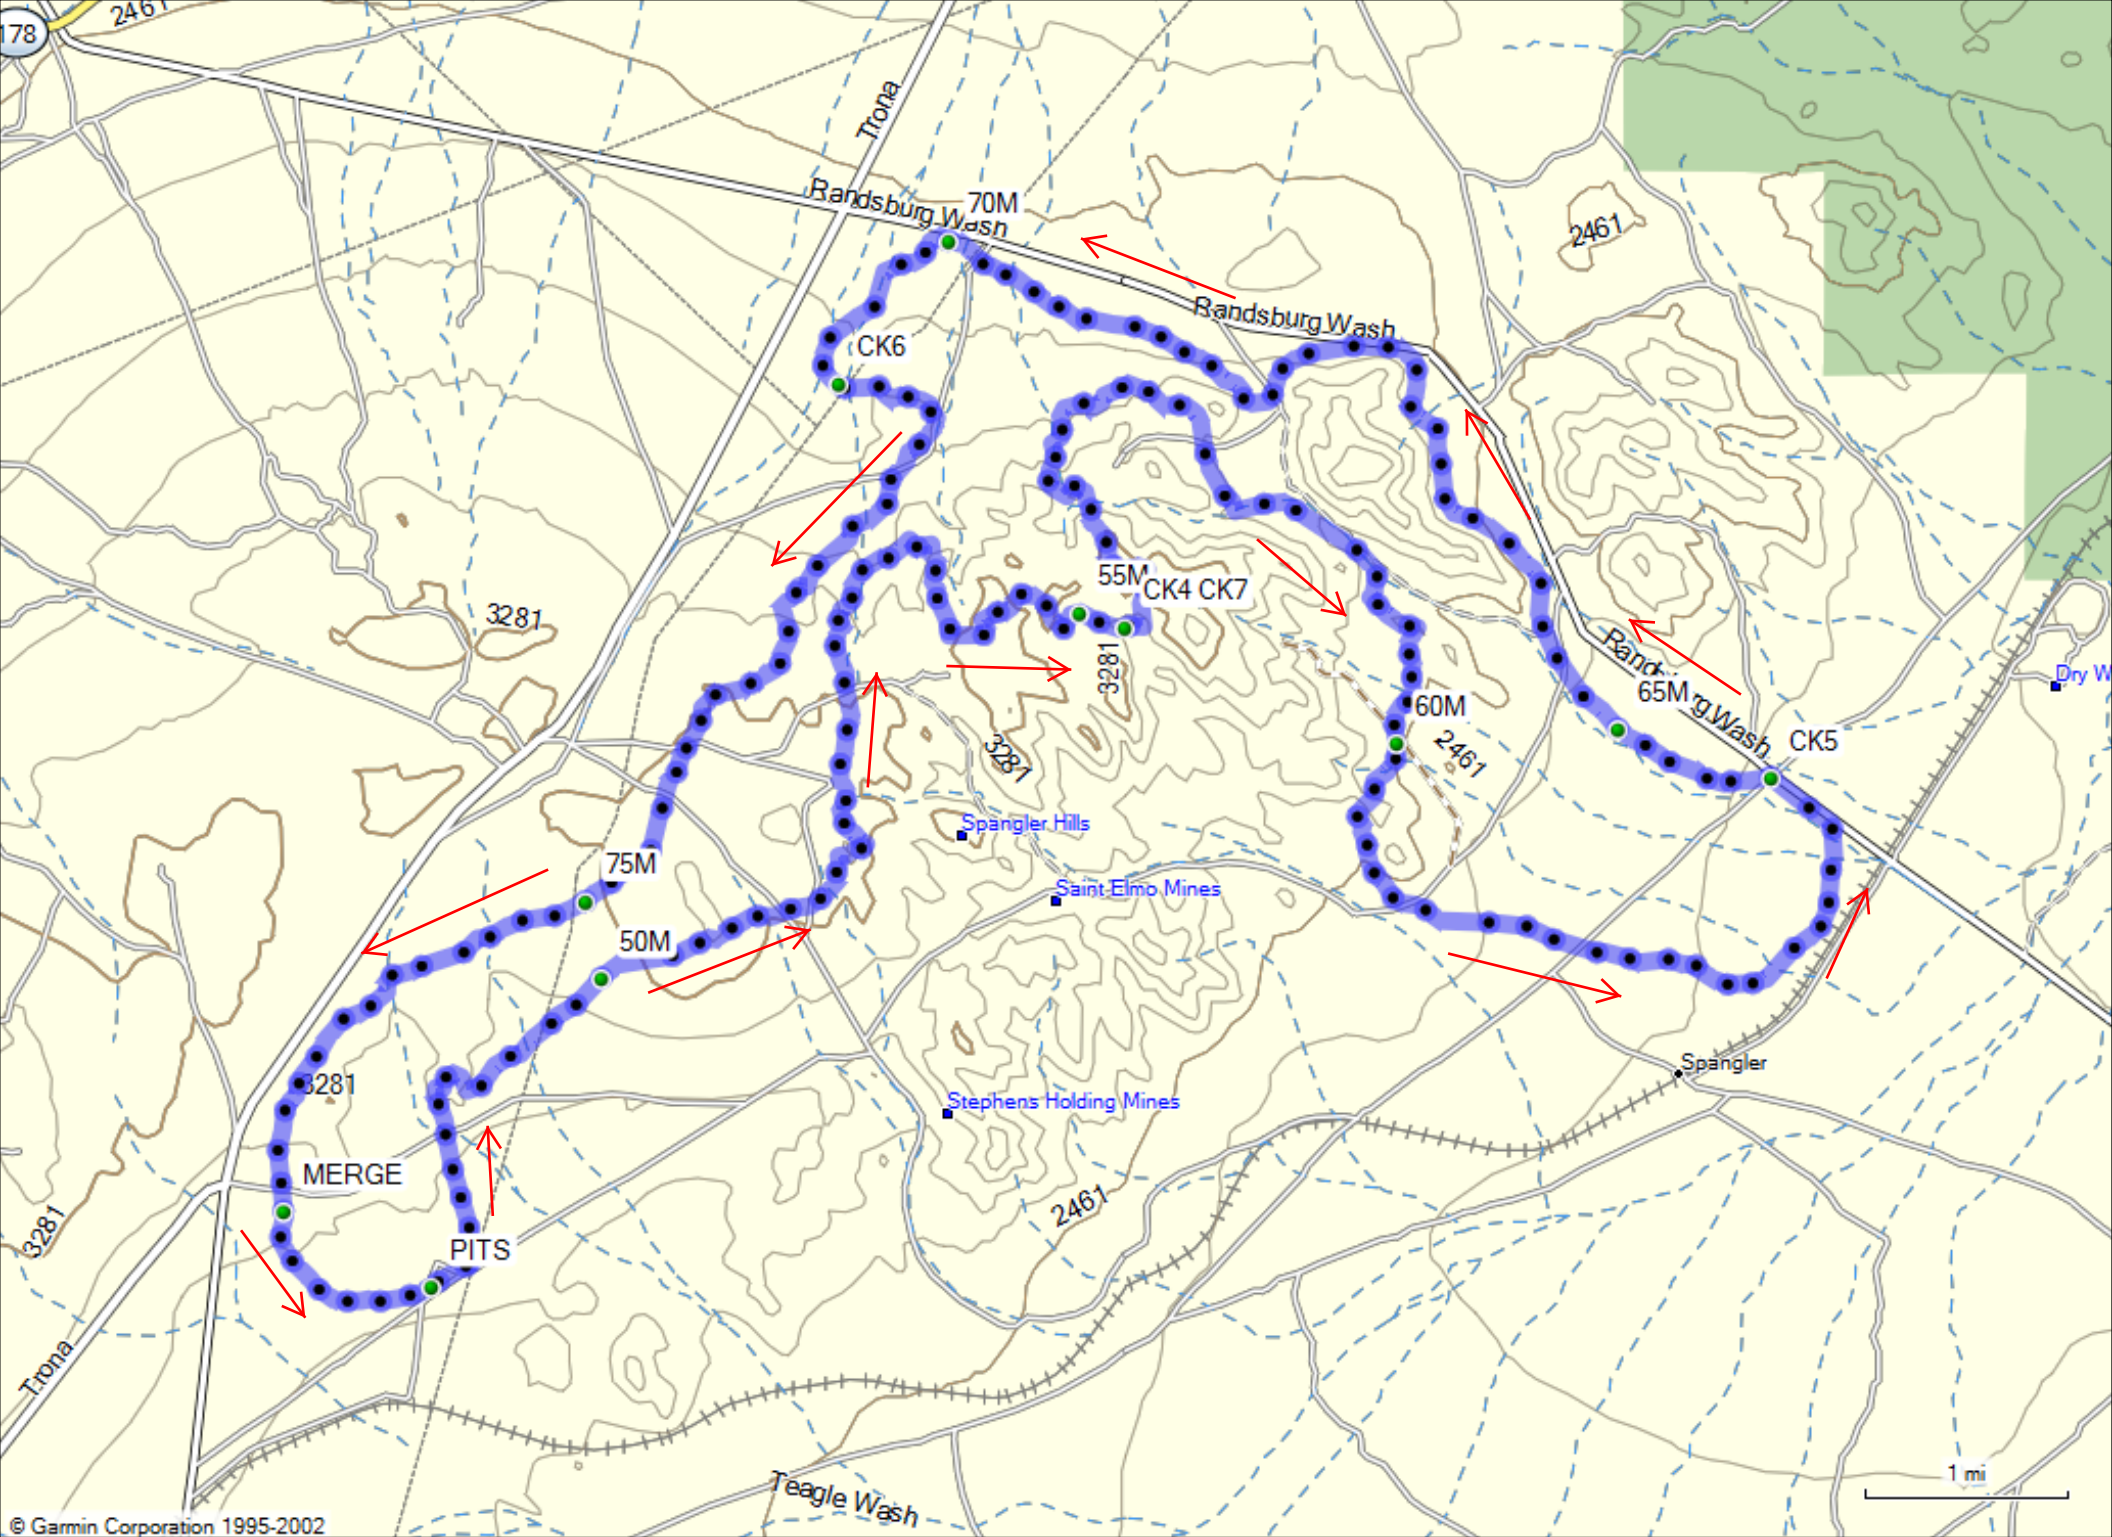 178
2461
Trona
Randsburg Wash
70M
2461
Randsburg Wash
CK6
55M
CK4 CK7
3281
3281
Randsburg Wash
65M
Dry W
60M
CK5
2461
3281
Spangler Hills
75M
Saint Elmo Mines
50M
Spangler
3281
Stephens Holding Mines
MERGE
2461
3281
PITS
Trona
1 mi
Teagle Wash
© Garmin Corporation 1995-2002